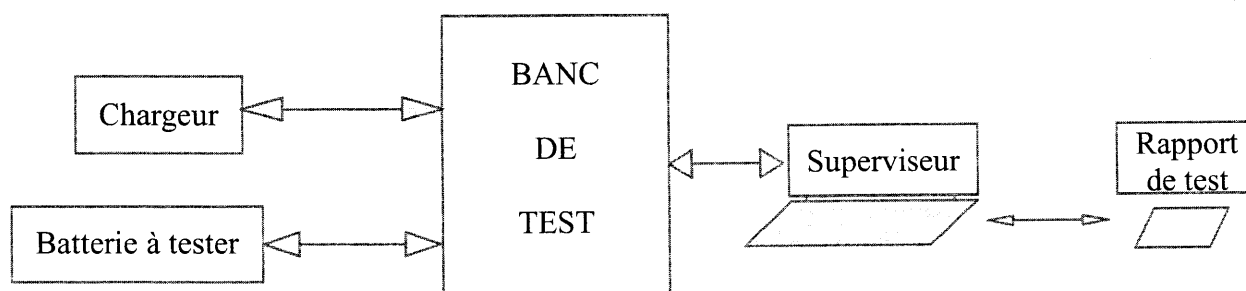 BANC
DE
TEST
Chargeur
Batterie à tester
Superviseur
Rapport
de test